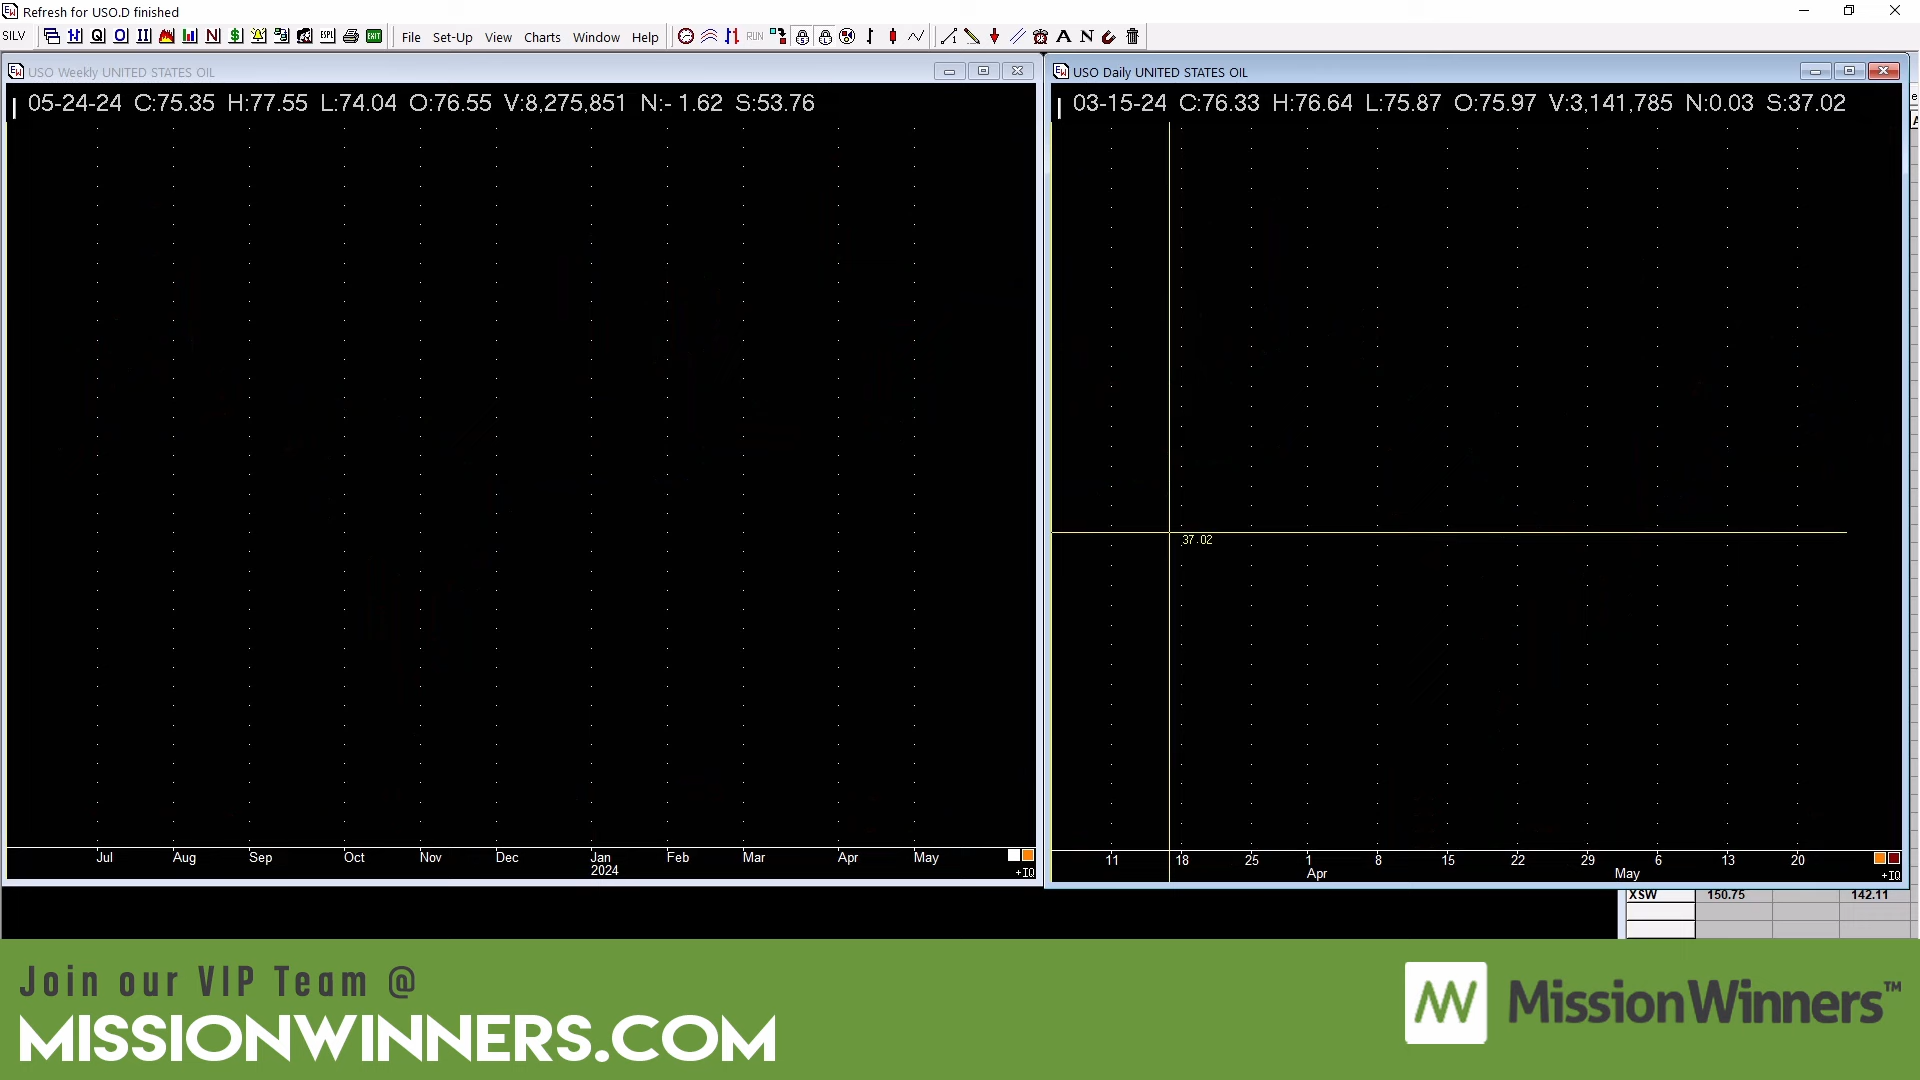 Refresh for USO.D finished
SILV
File Set-Up View Charts Window Help RUN
USO Weekly UNITED STATES OIL
USO Daily UNITED STATES OIL
05-24-24 C:75.35 H:77.55 L:74.04 O:76.55 V:8,275,851 N:- 1.62 S:53.76
03-15-24 C:76.33 H:76.64 L:75.87 O:75.97 V:3,141,785 N:0.03 S:37.02
37.02
Jul Aug Sep Oct Nov Dec Jan Feb Mar Apr May
2024
+IQ
11 18 25 1 8 15 22 29 6 13 20
Apr May
+IQ
XSW 150.75 142.11
Join our VIP Team @
MISSIONWINNERS.COM
MissionWinners™